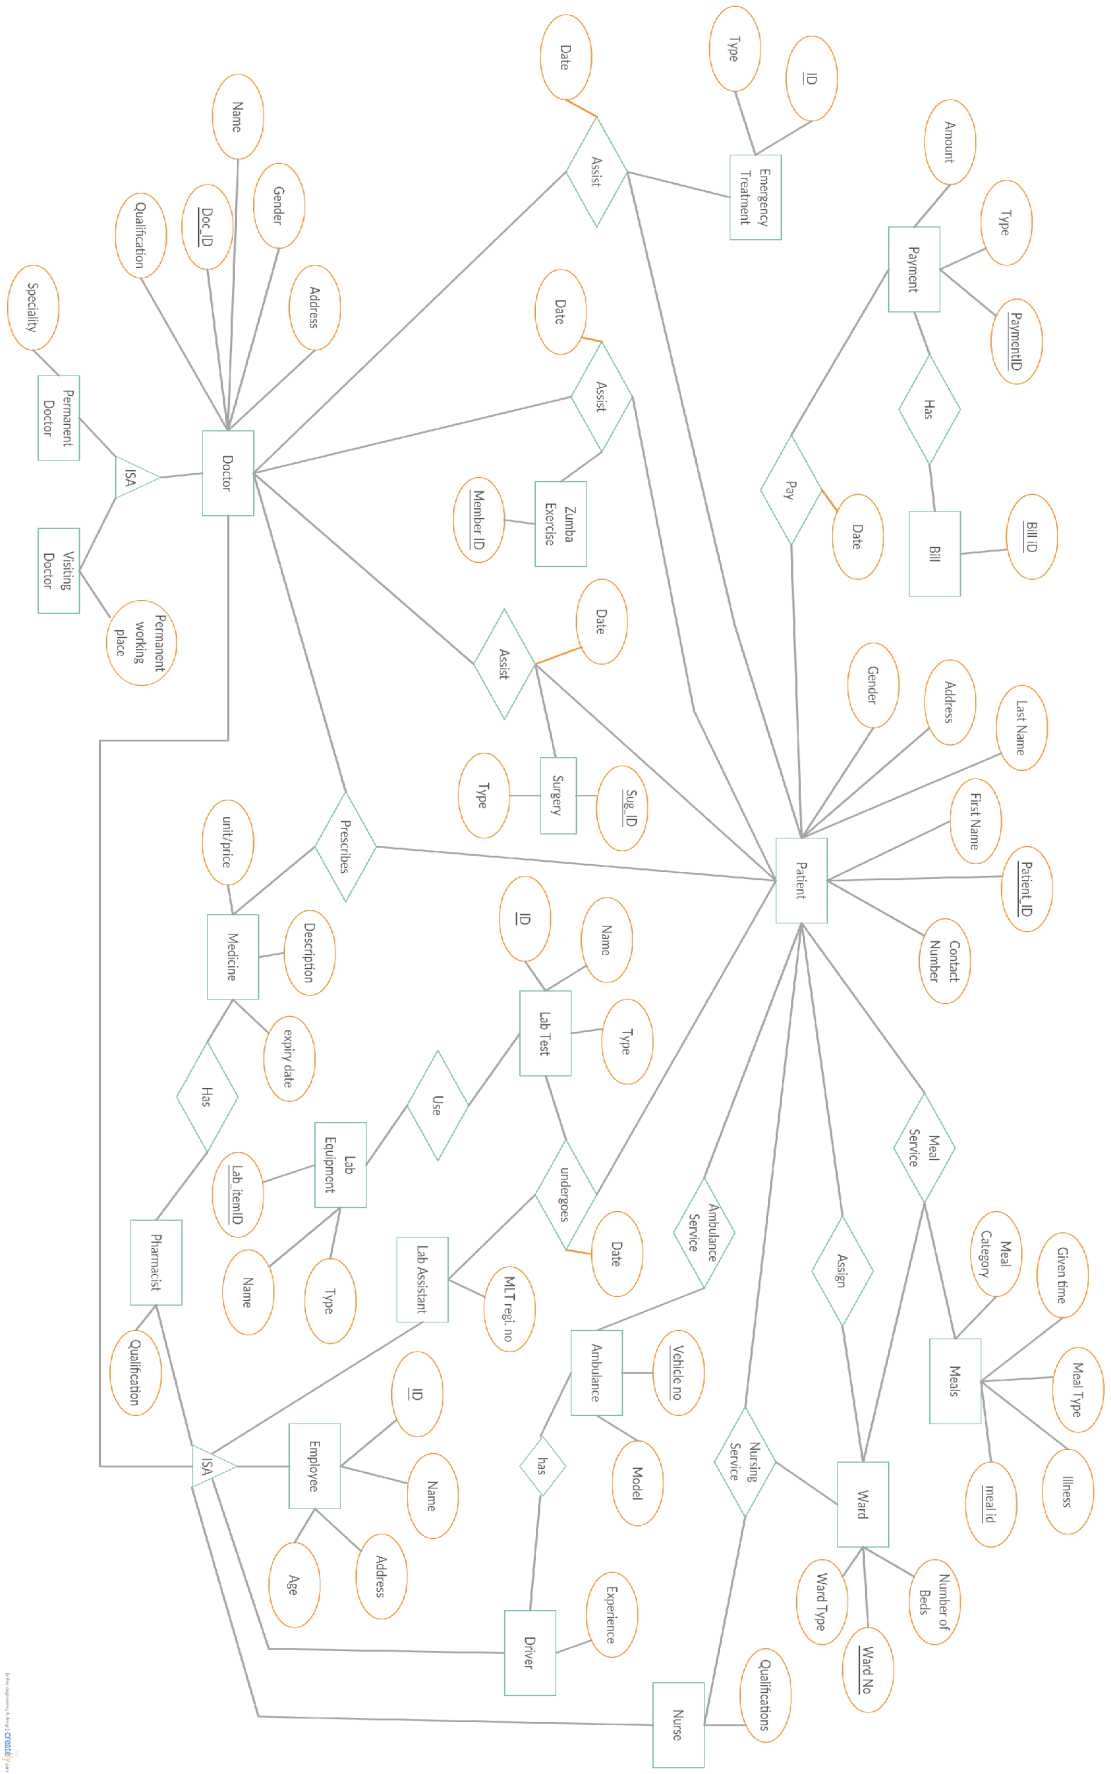 Given time
Meal Type
Illness
PaymentID
Bill iD
Last Name
Patient_ID
Type
First Name
Meal
Category
meal id
Amount
Address
Contact
Number
Meals
Number of
Beds
Payment
Has
Bill
Meal
Service
Gender
Date
Ward
Ward No
ID
Pay
Patient
Assign
Ward Type
Type
Emergency
Treatment
Nursing
Service
Qualifications
Ambulance
Service
Vehicle no
Nurse
Date
Assist
Date
Sug_ID
Name
Type
Date
Model
Experience
Date
Assist
Zumba
Exercise
Surgery
Lab Test
undergoes
Ambulance
has
Driver
Member ID
Assist
Type
ID
Use
Lab Assistant
MLT regi. no
ID
Name
Address
Prescribes
Lab
Equipment
Type
Employee
Age
Address
Description
expiry date
Gender
Name
Doc_ID
Doctor
unit/price
Medicine
Lab_itemID
Name
Has
ISA
Qualification
Pharmacist
Qualification
ISA
Permanent
working
place
Speciality
Permanent
Doctor
Visiting
Doctor
creately